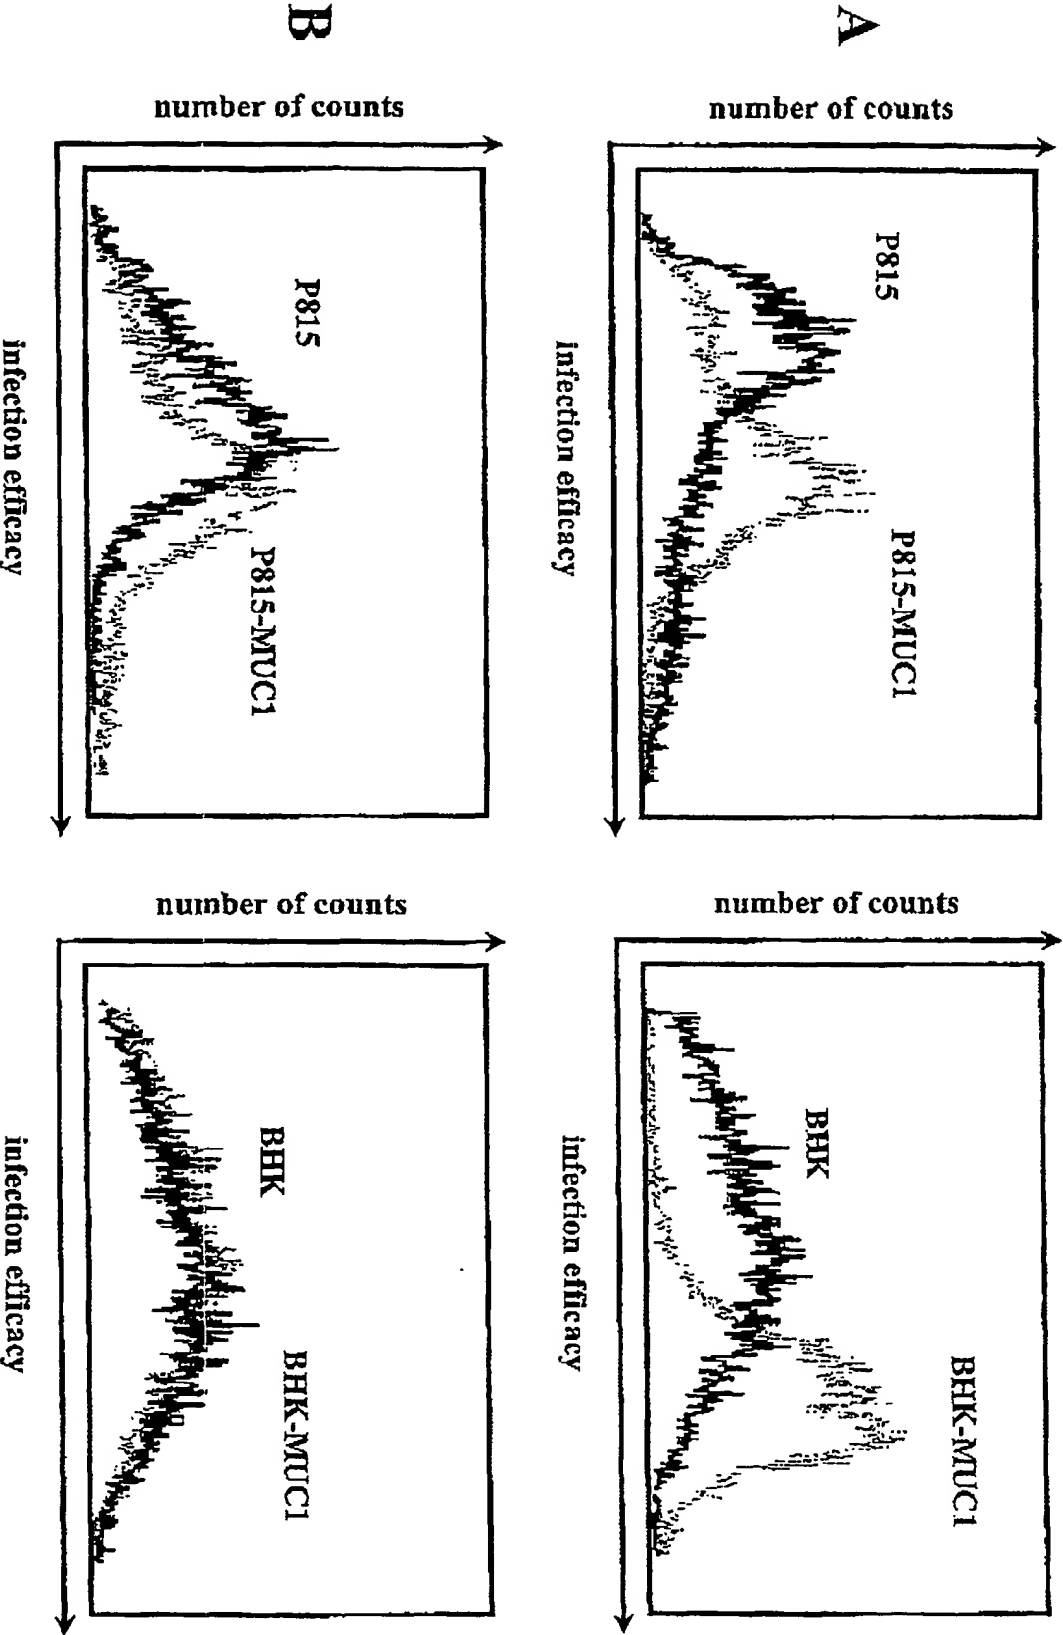 A
number of counts
P815
P815-MUC1
infection efficacy
number of counts
BHK
BHK-MUC1
infection efficacy
B
number of counts
P815
P815-MUC1
infection efficacy
number of counts
BHK
BHK-MUC1
infection efficacy